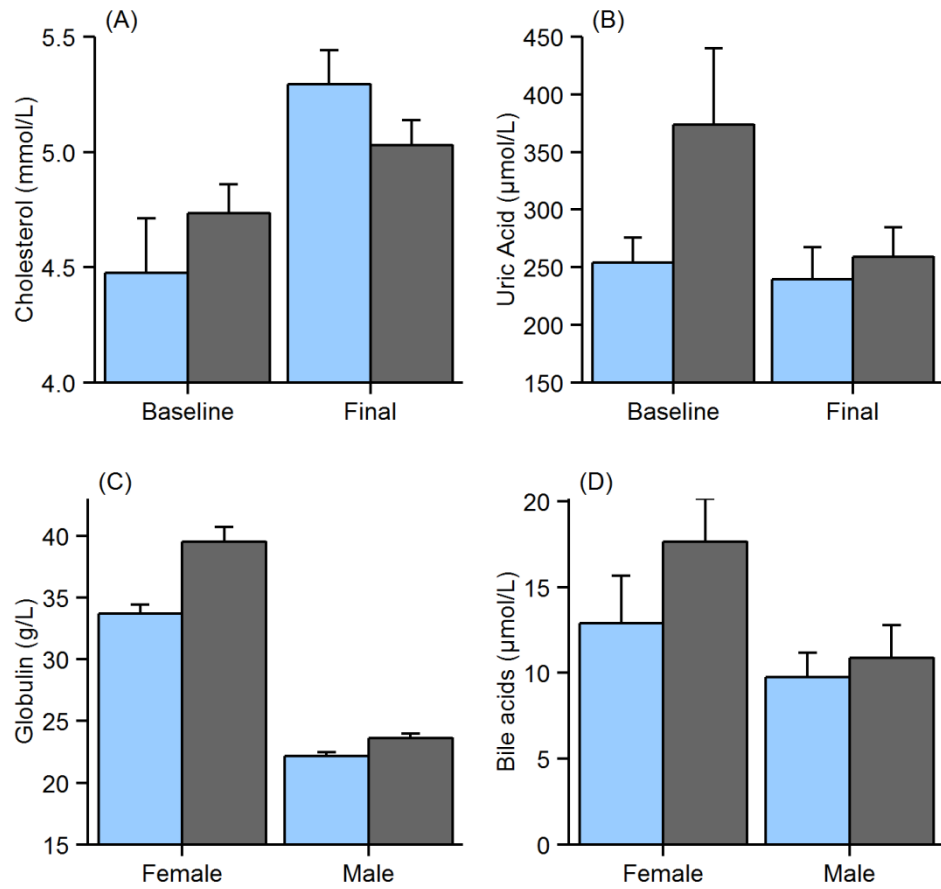 (A)
Cholesterol (mmol/L)
5.5
5.0
4.5
4.0
Baseline
Final
(B)
Uric Acid (µmol/L)
450
400
350
300
250
200
150
Baseline
Final
(C)
Globulin (g/L)
40
35
30
25
20
15
Female
Male
(D)
Bile acids (µmol/L)
20
15
10
5
0
Female
Male